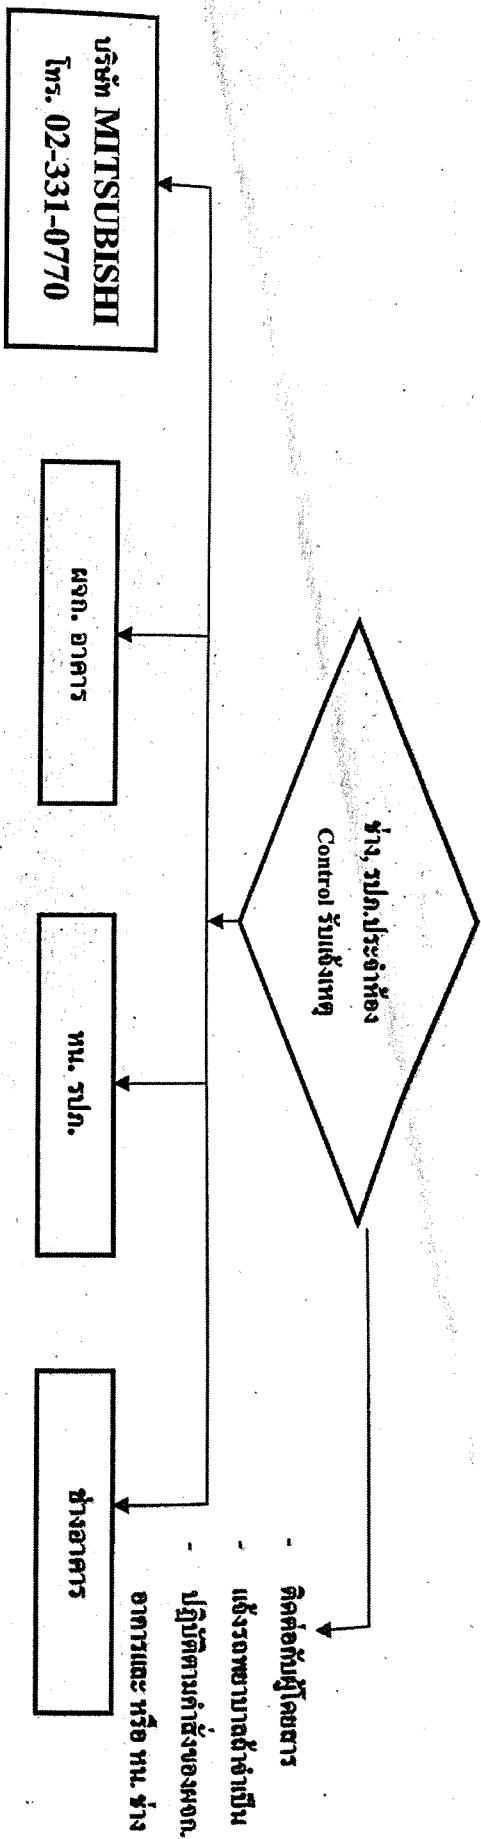 ช่าง, รปภ.ประจำห้อง
Control รับแจ้งเหตุ
- ติดต่อกับผู้โดยสาร
- แจ้งรถพยาบาลถ้าจำเป็น
- ปฏิบัติตามคำสั่งของผจก.
อาคารและ หรือ หน. ช่าง
บริษัท MITSUBISHI
โทร. 02-331-0770
ผจก. อาคาร
หน. รปภ.
ช่างอาคาร